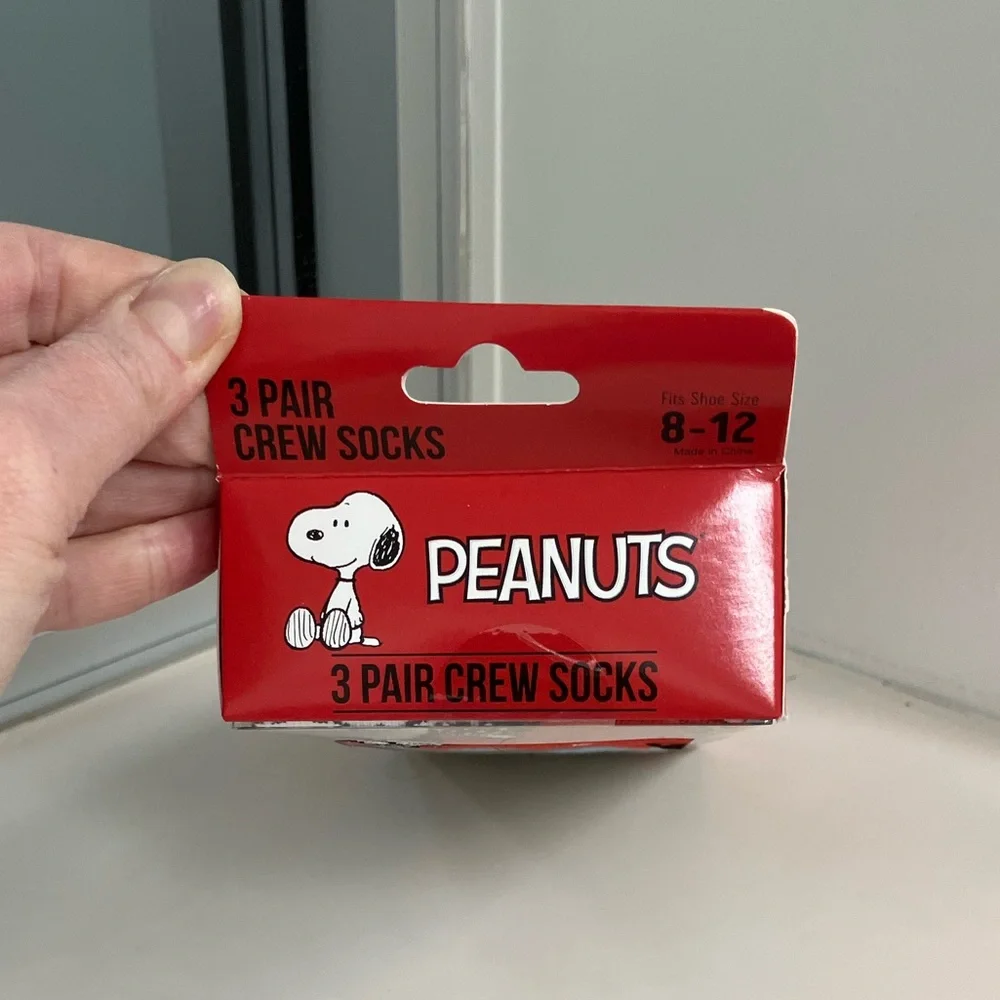 3 PAIR
CREW SOCKS
Fits Shoe Size
8-12
Made in China
PEANUTS
3 PAIR CREW SOCKS